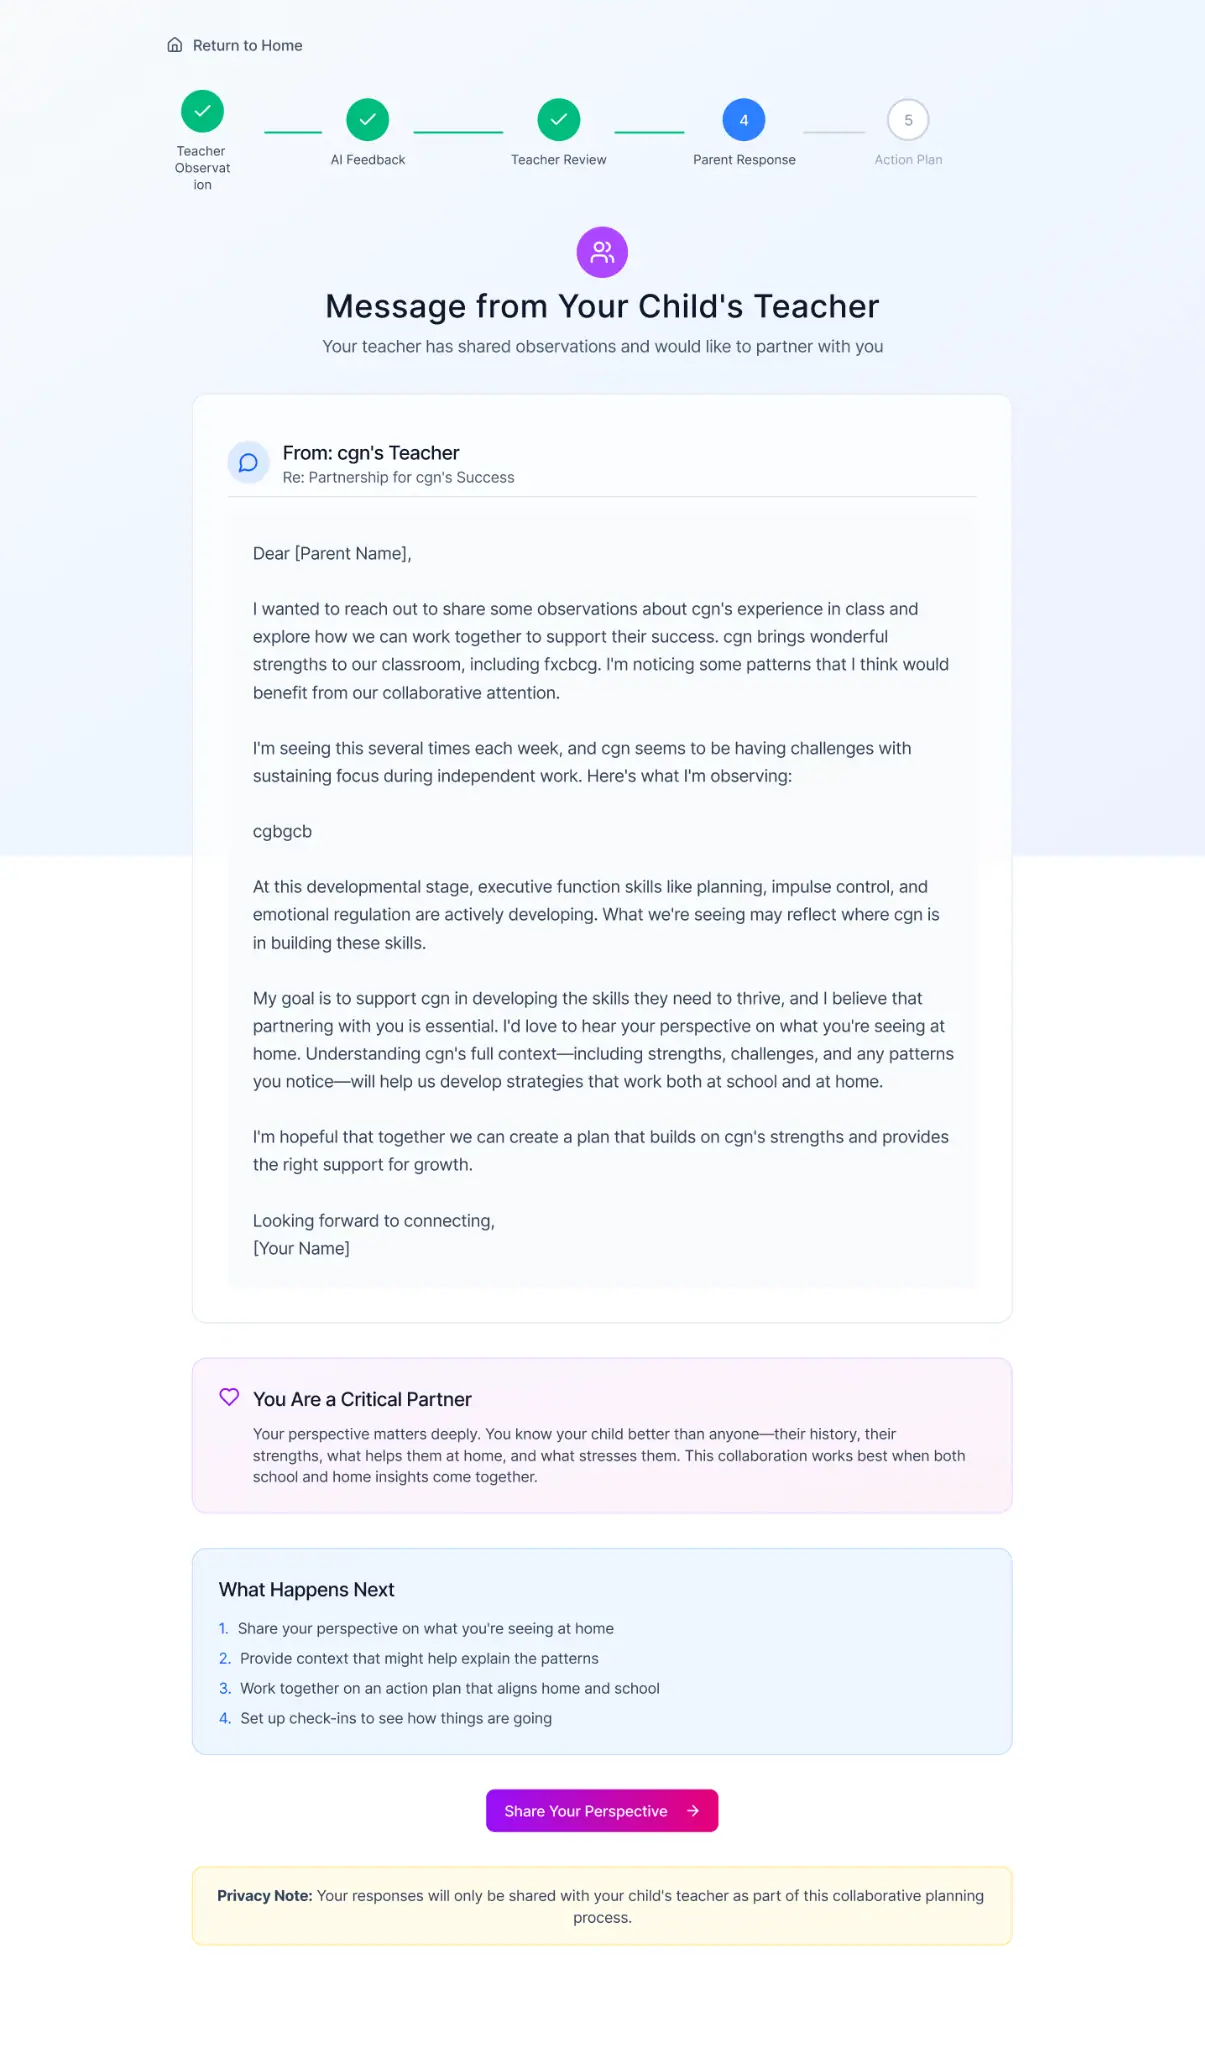 Return to Home
Teacher
Observat
ion
AI Feedback
Teacher Review
4
Parent Response
5
Action Plan
Message from Your Child's Teacher
Your teacher has shared observations and would like to partner with you
From: cgn's Teacher
Re: Partnership for cgn's Success
Dear [Parent Name],
I wanted to reach out to share some observations about cgn's experience in class and
explore how we can work together to support their success. cgn brings wonderful
strengths to our classroom, including fxcbcg. I'm noticing some patterns that I think would
benefit from our collaborative attention.
I'm seeing this several times each week, and cgn seems to be having challenges with
sustaining focus during independent work. Here's what I'm observing:
cgbgcb
At this developmental stage, executive function skills like planning, impulse control, and
emotional regulation are actively developing. What we're seeing may reflect where cgn is
in building these skills.
My goal is to support cgn in developing the skills they need to thrive, and I believe that
partnering with you is essential. I'd love to hear your perspective on what you're seeing at
home. Understanding cgn's full context—including strengths, challenges, and any patterns
you notice—will help us develop strategies that work both at school and at home.
I'm hopeful that together we can create a plan that builds on cgn's strengths and provides
the right support for growth.
Looking forward to connecting,
[Your Name]
You Are a Critical Partner
Your perspective matters deeply. You know your child better than anyone—their history, their
strengths, what helps them at home, and what stresses them. This collaboration works best when both
school and home insights come together.
What Happens Next
1. Share your perspective on what you're seeing at home
2. Provide context that might help explain the patterns
3. Work together on an action plan that aligns home and school
4. Set up check-ins to see how things are going
Share Your Perspective
Privacy Note: Your responses will only be shared with your child's teacher as part of this collaborative planning
process.